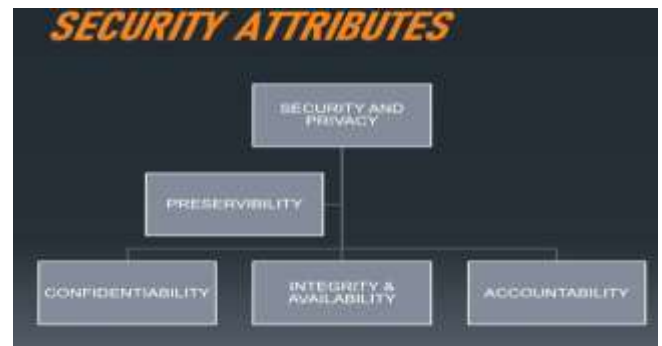 SECURITY ATTRIBUTES
SECURITY AND
PRIVACY
PRESERVIBILITY
CONFIDENTIABILITY
INTEGRITY &
AVAILABILITY
ACCOUNTABILITY